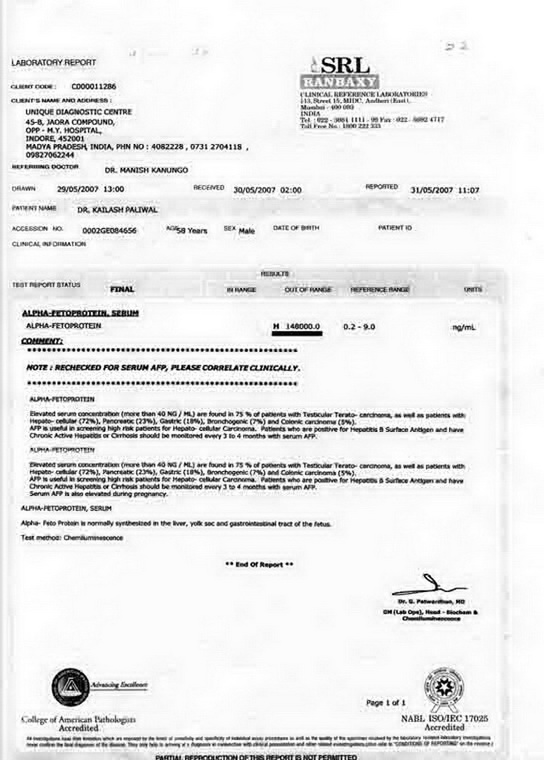 LABORATORY REPORT
SRL
RANBAXY
CLINICAL REFERENCE LABORATORIES
113, Street 15, MIDC, Andheri (East),
Mumbai - 400 093
INDIA
Tel : 022 - 3081 1111 - 99 Fax : 022 - 5692 4717
Toll Free No : 1800 222 333
CLIENT CODE : C000011286
CLIENT'S NAME AND ADDRESS :
UNIQUE DIAGNOSTIC CENTRE
45-B, JAORA COMPOUND,
OPP - M.Y. HOSPITAL,
INDORE, 452001
MADYA PRADESH, INDIA, PHN NO : 4082228 , 0731 2704118 ,
09827062244
REFERRING DOCTOR DR. MANISH KANUNGO
DRAWN 29/05/2007 13:00 RECEIVED 30/05/2007 02:00 REPORTED 31/05/2007 11:07
PATIENT NAME DR. KAILASH PALIWAL
ACCESSION NO. 0002GE084656 AGE 58 Years SEX Male DATE OF BIRTH PATIENT ID
CLINICAL INFORMATION
RESULTS
TEST REPORT STATUS FINAL IN RANGE OUT OF RANGE REFERENCE RANGE UNITS
ALPHA-FETOPROTEIN, SERUM
ALPHA-FETOPROTEIN H 148000.0 0.2 - 9.0 ng/mL
COMMENT:
NOTE : RECHECKED FOR SERUM AFP, PLEASE CORRELATE CLINICALLY.
ALPHA-FETOPROTEIN
Elevated serum concentration (more than 40 NG / ML) are found in 75 % of patients with Testicular Terato- carcinoma, as well as patients with
Hepato- cellular (72%), Pancreatic (23%), Gastric (18%), Bronchogenic (7%) and Colonic carcinoma (5%).
AFP is useful in screening high risk patients for Hepato- cellular Carcinoma. Patients who are positive for Hepatitis B Surface Antigen and have
Chronic Active Hepatitis or Cirrhosis should be monitored every 3 to 4 months with serum AFP.
ALPHA-FETOPROTEIN
Elevated serum concentration (more than 40 NG / ML) are found in 75 % of patients with Testicular Terato- carcinoma, as well as patients with
Hepato- cellular (72%), Pancreatic (23%), Gastric (18%), Bronchogenic (7%) and Colonic carcinoma (5%).
AFP is useful in screening high risk patients for Hepato- cellular Carcinoma. Patients who are positive for Hepatitis B Surface Antigen and have
Chronic Active Hepatitis or Cirrhosis should be monitored every 3 to 4 months with serum AFP.
Serum AFP is also elevated during pregnancy.
ALPHA-FETOPROTEIN, SERUM
Alpha- Feto Protein is normally synthesized in the liver, yolk sec and gastrointestinal tract of the fetus.
Test method: Chemiluminescence
** End Of Report **
Dr. G. Patwardhan, MD
GM (Lab Ops), Head - Biochem &
Chemiluminescence
Advancing Excellence
Page 1 of 1
College of American Pathologists
Accredited
NABL ISO/IEC 17025
Accredited
PARTIAL REPRODUCTION OF THIS REPORT IS NOT PERMITTED